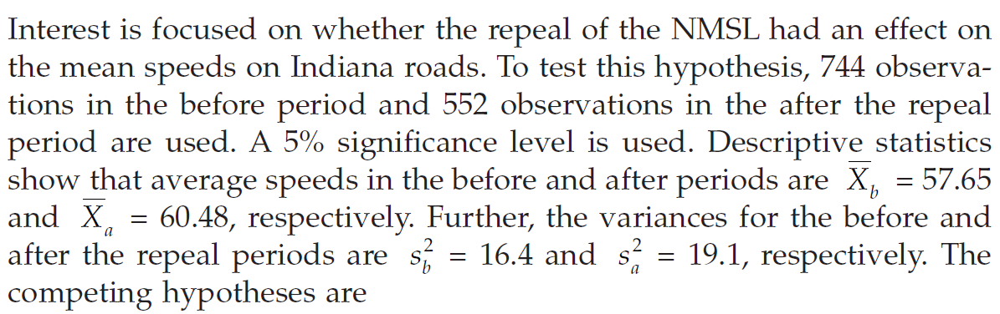 Interest is focused on whether the repeal of the NMSL had an effect on
the mean speeds on Indiana roads. To test this hypothesis, 744 observa-
tions in the before period and 552 observations in the after the repeal
period are used. A 5% significance level is used. Descriptive statistics
show that average speeds in the before and after periods are X̅_b = 57.65
and X̅_a = 60.48, respectively. Further, the variances for the before and
after the repeal periods are s_b^2 = 16.4 and s_a^2 = 19.1, respectively. The
competing hypotheses are